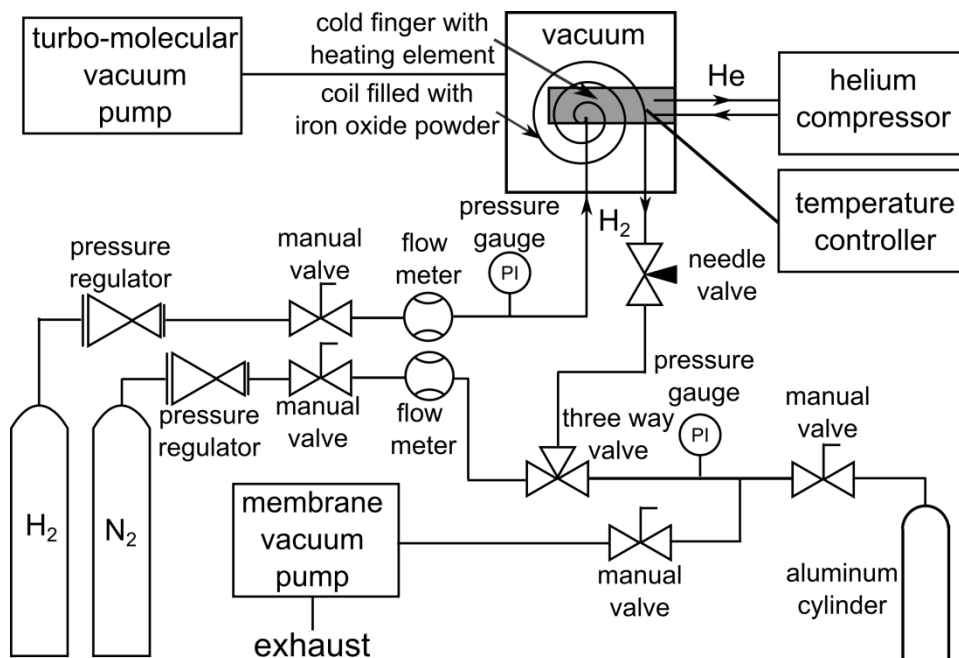 turbo-molecular
vacuum
pump
cold finger with
heating element
coil filled with
iron oxide powder
vacuum
He
helium
compressor
temperature
controller
pressure
regulator
manual
valve
flow
meter
pressure
gauge
PI
H₂
needle
valve
pressure
regulator
manual
valve
flow
meter
three way
valve
pressure
gauge
PI
manual
valve
H₂
N₂
membrane
vacuum
pump
exhaust
manual
valve
aluminum
cylinder